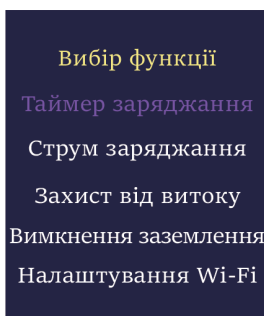 Вибір функції
Таймер заряджання
Струм заряджання
Захист від витоку
Вимкнення заземлення
Налаштування Wi-Fi